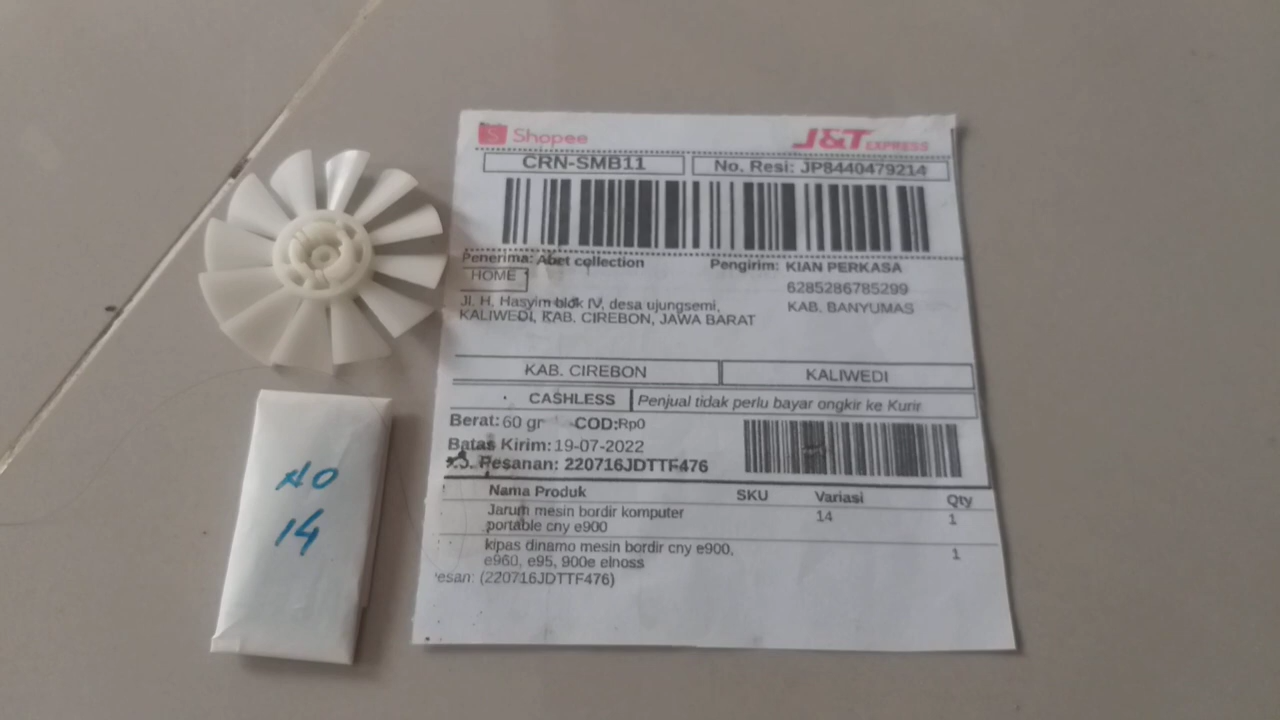 Shopee
J&T EXPRESS
CRN-SMB11
No. Resi: JP8440479214
Penerima: Abet collection
Pengirim: KIAN PERKASA
HOME
6285286785299
Jl. H, Hasyim blok IV, desa ujungsemi,
KAB. BANYUMAS
KALIWEDI, KAB. CIREBON, JAWA BARAT
KAB. CIREBON
KALIWEDI
CASHLESS
Penjual tidak perlu bayar ongkir ke Kurir
Berat: 60 gr COD:Rp0
Batas Kirim: 19-07-2022
Pesanan: 220716JDTTF476
Nama Produk SKU Variasi Qty
Jarum mesin bordir komputer 14 1
portable cny e900
kipas dinamo mesin bordir cny e900, 1
e960, e95, 900e elnoss
esan: (220716JDTTF476)
NO
14